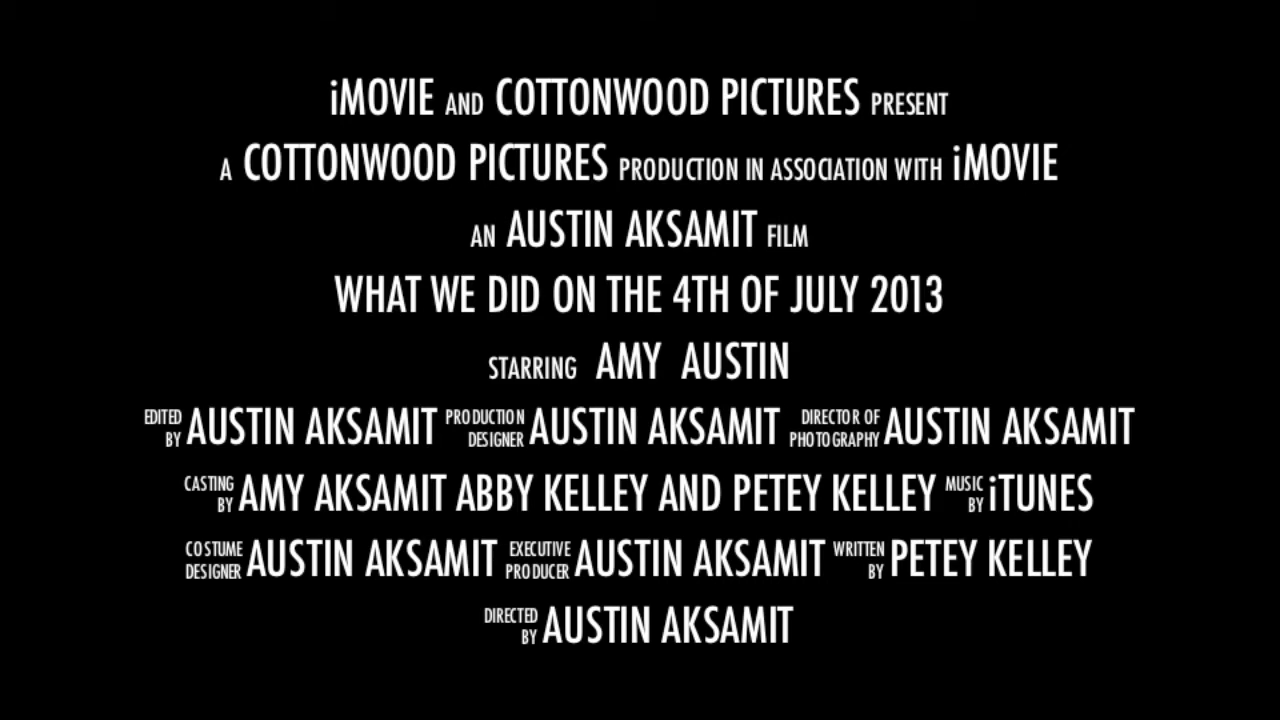 iMOVIE AND COTTONWOOD PICTURES PRESENT
A COTTONWOOD PICTURES PRODUCTION IN ASSOCIATION WITH iMOVIE
AN AUSTIN AKSAMIT FILM
WHAT WE DID ON THE 4TH OF JULY 2013
STARRING AMY AUSTIN
EDITED BY AUSTIN AKSAMIT PRODUCTION DESIGNER AUSTIN AKSAMIT DIRECTOR OF PHOTOGRAPHY AUSTIN AKSAMIT
CASTING BY AMY AKSAMIT ABBY KELLEY AND PETEY KELLEY MUSIC BY iTUNES
COSTUME DESIGNER AUSTIN AKSAMIT EXECUTIVE PRODUCER AUSTIN AKSAMIT WRITTEN BY PETEY KELLEY
DIRECTED BY AUSTIN AKSAMIT